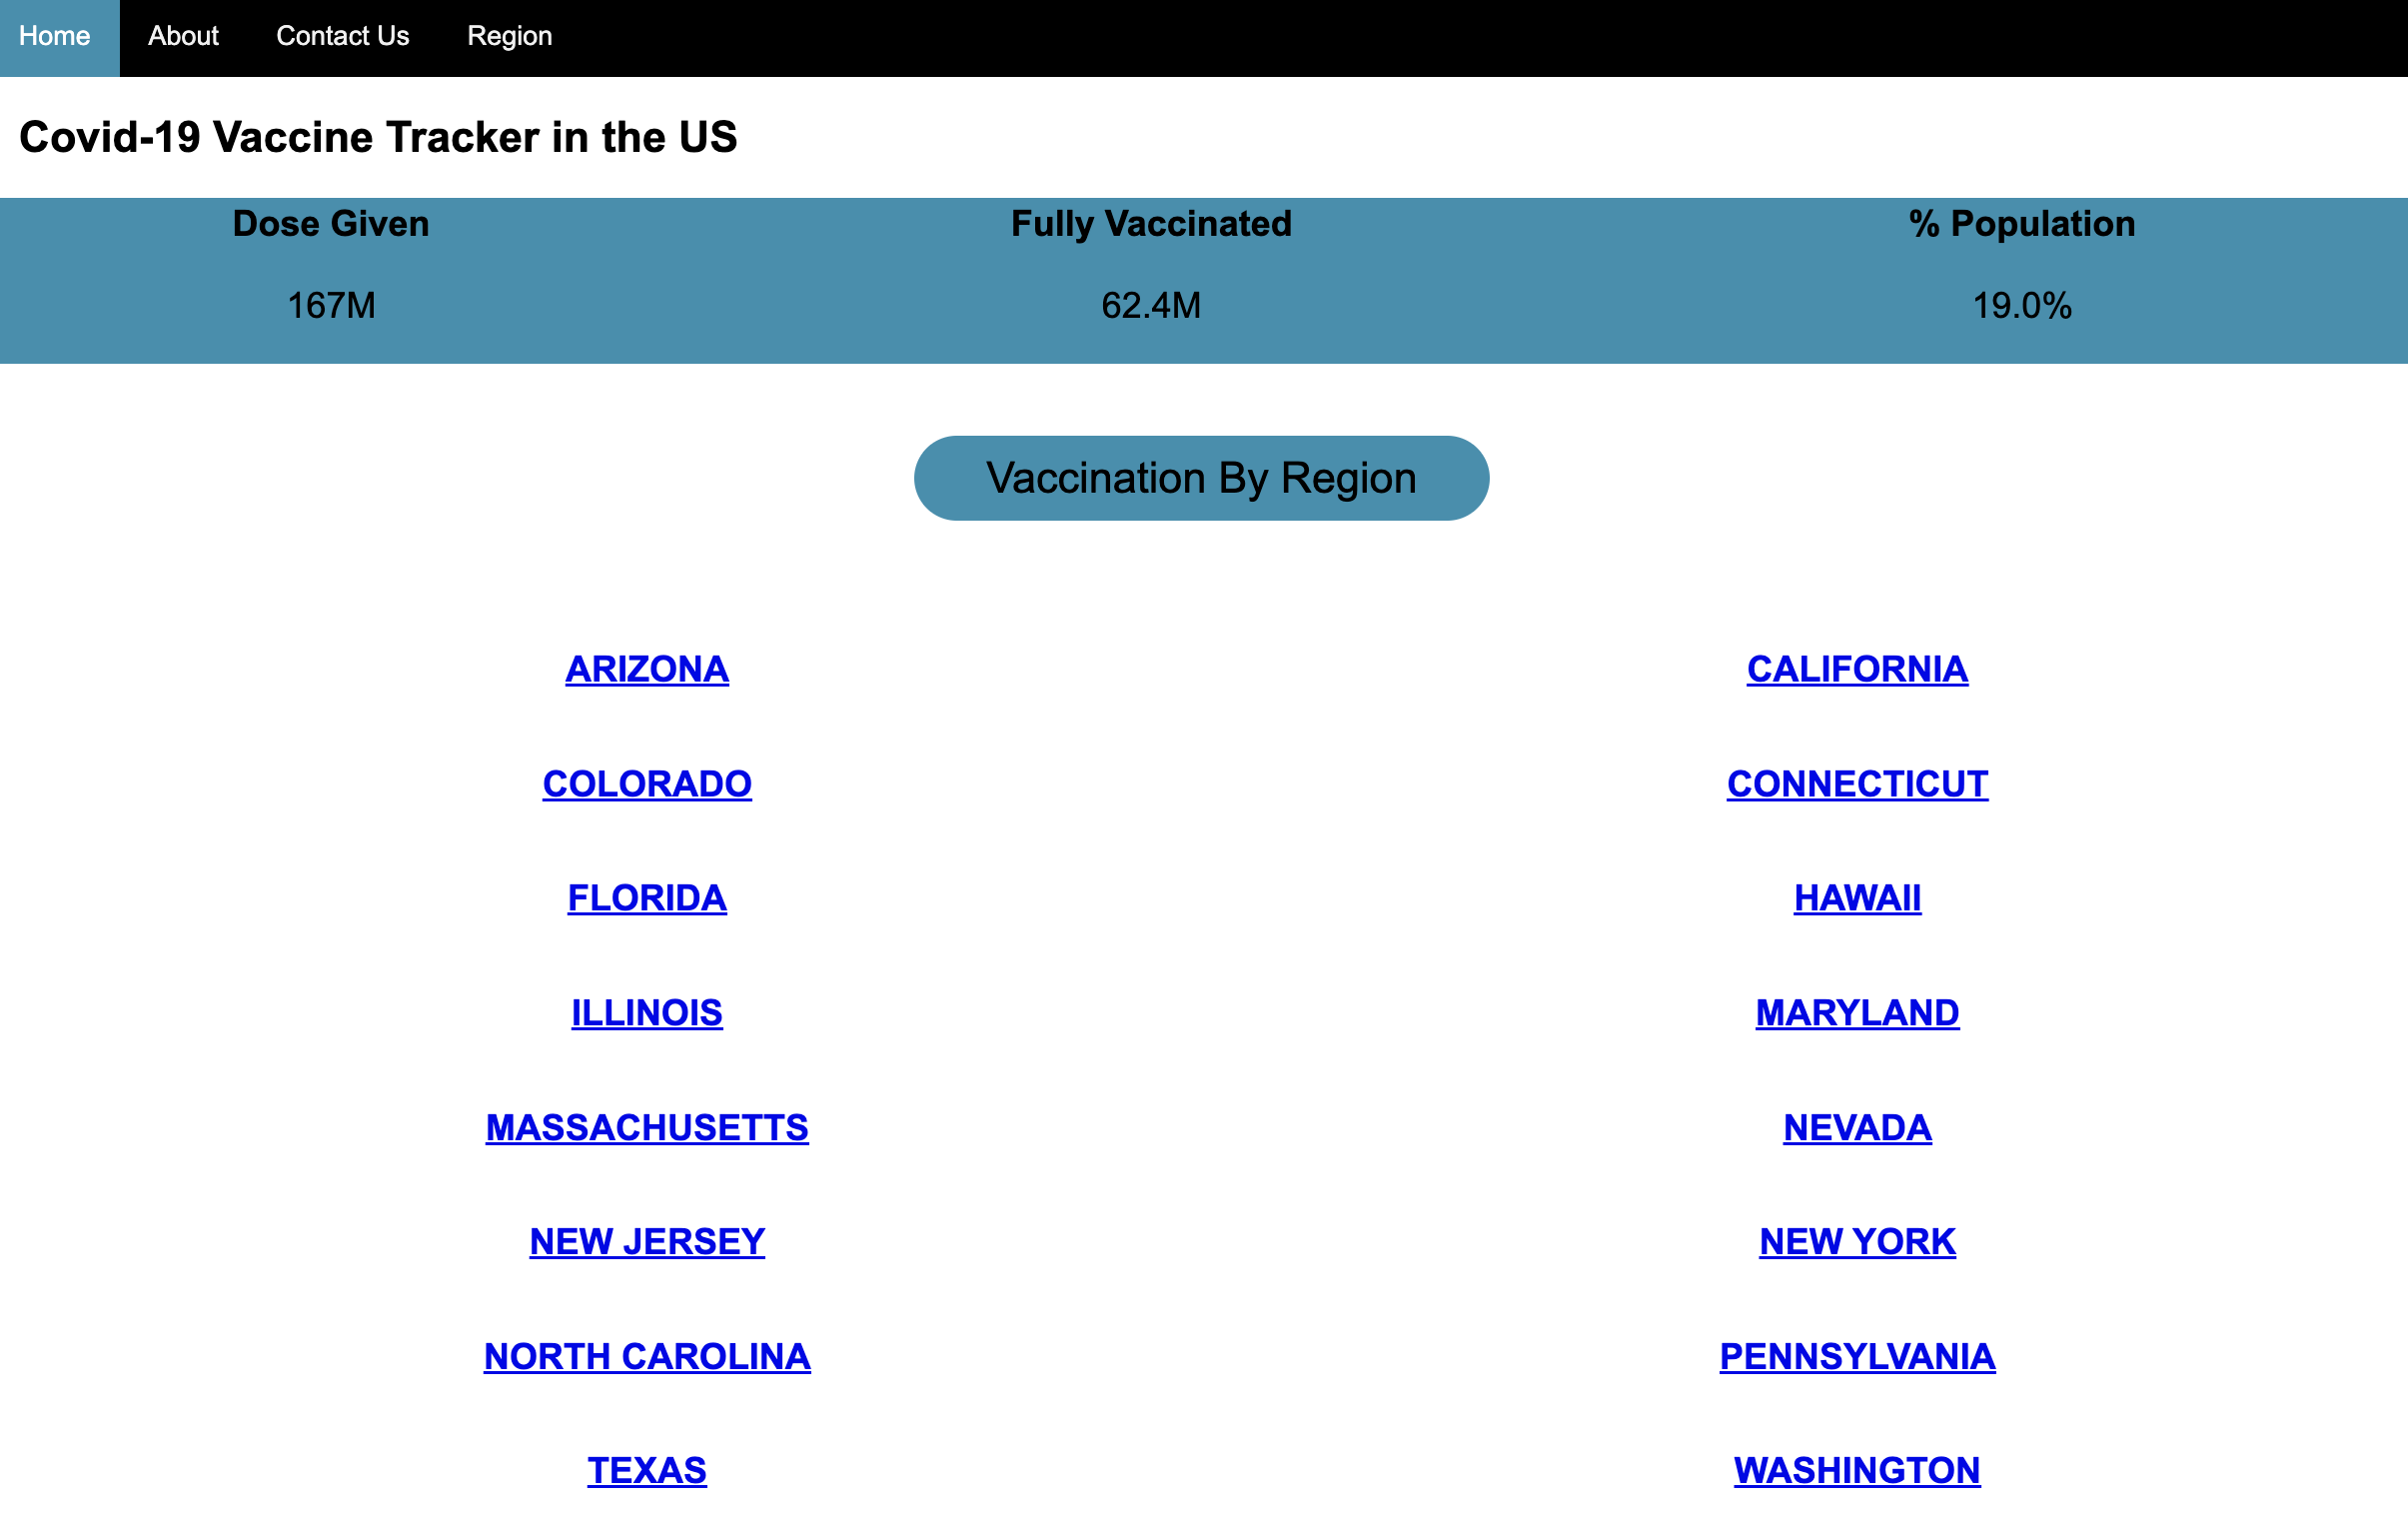 Home About Contact Us Region
Covid-19 Vaccine Tracker in the US
Dose Given Fully Vaccinated % Population
167M 62.4M 19.0%
Vaccination By Region
ARIZONA CALIFORNIA
COLORADO CONNECTICUT
FLORIDA HAWAII
ILLINOIS MARYLAND
MASSACHUSETTS NEVADA
NEW JERSEY NEW YORK
NORTH CAROLINA PENNSYLVANIA
TEXAS WASHINGTON